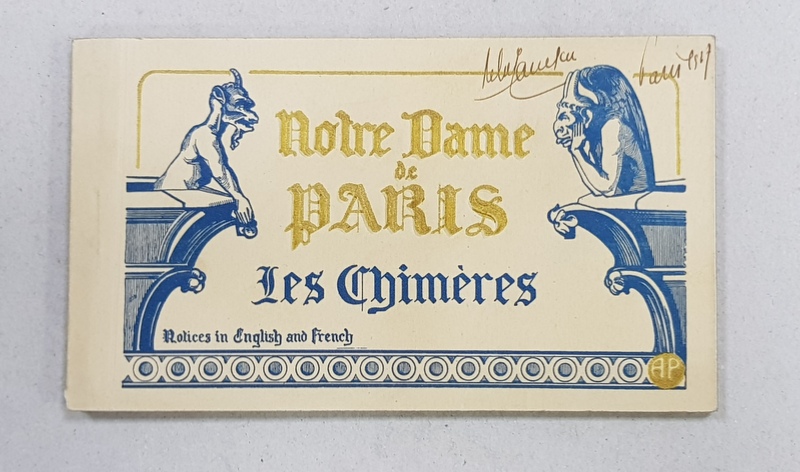 Notre Dame
de
PARIS
Les Chimères
Notices in English and French
AP